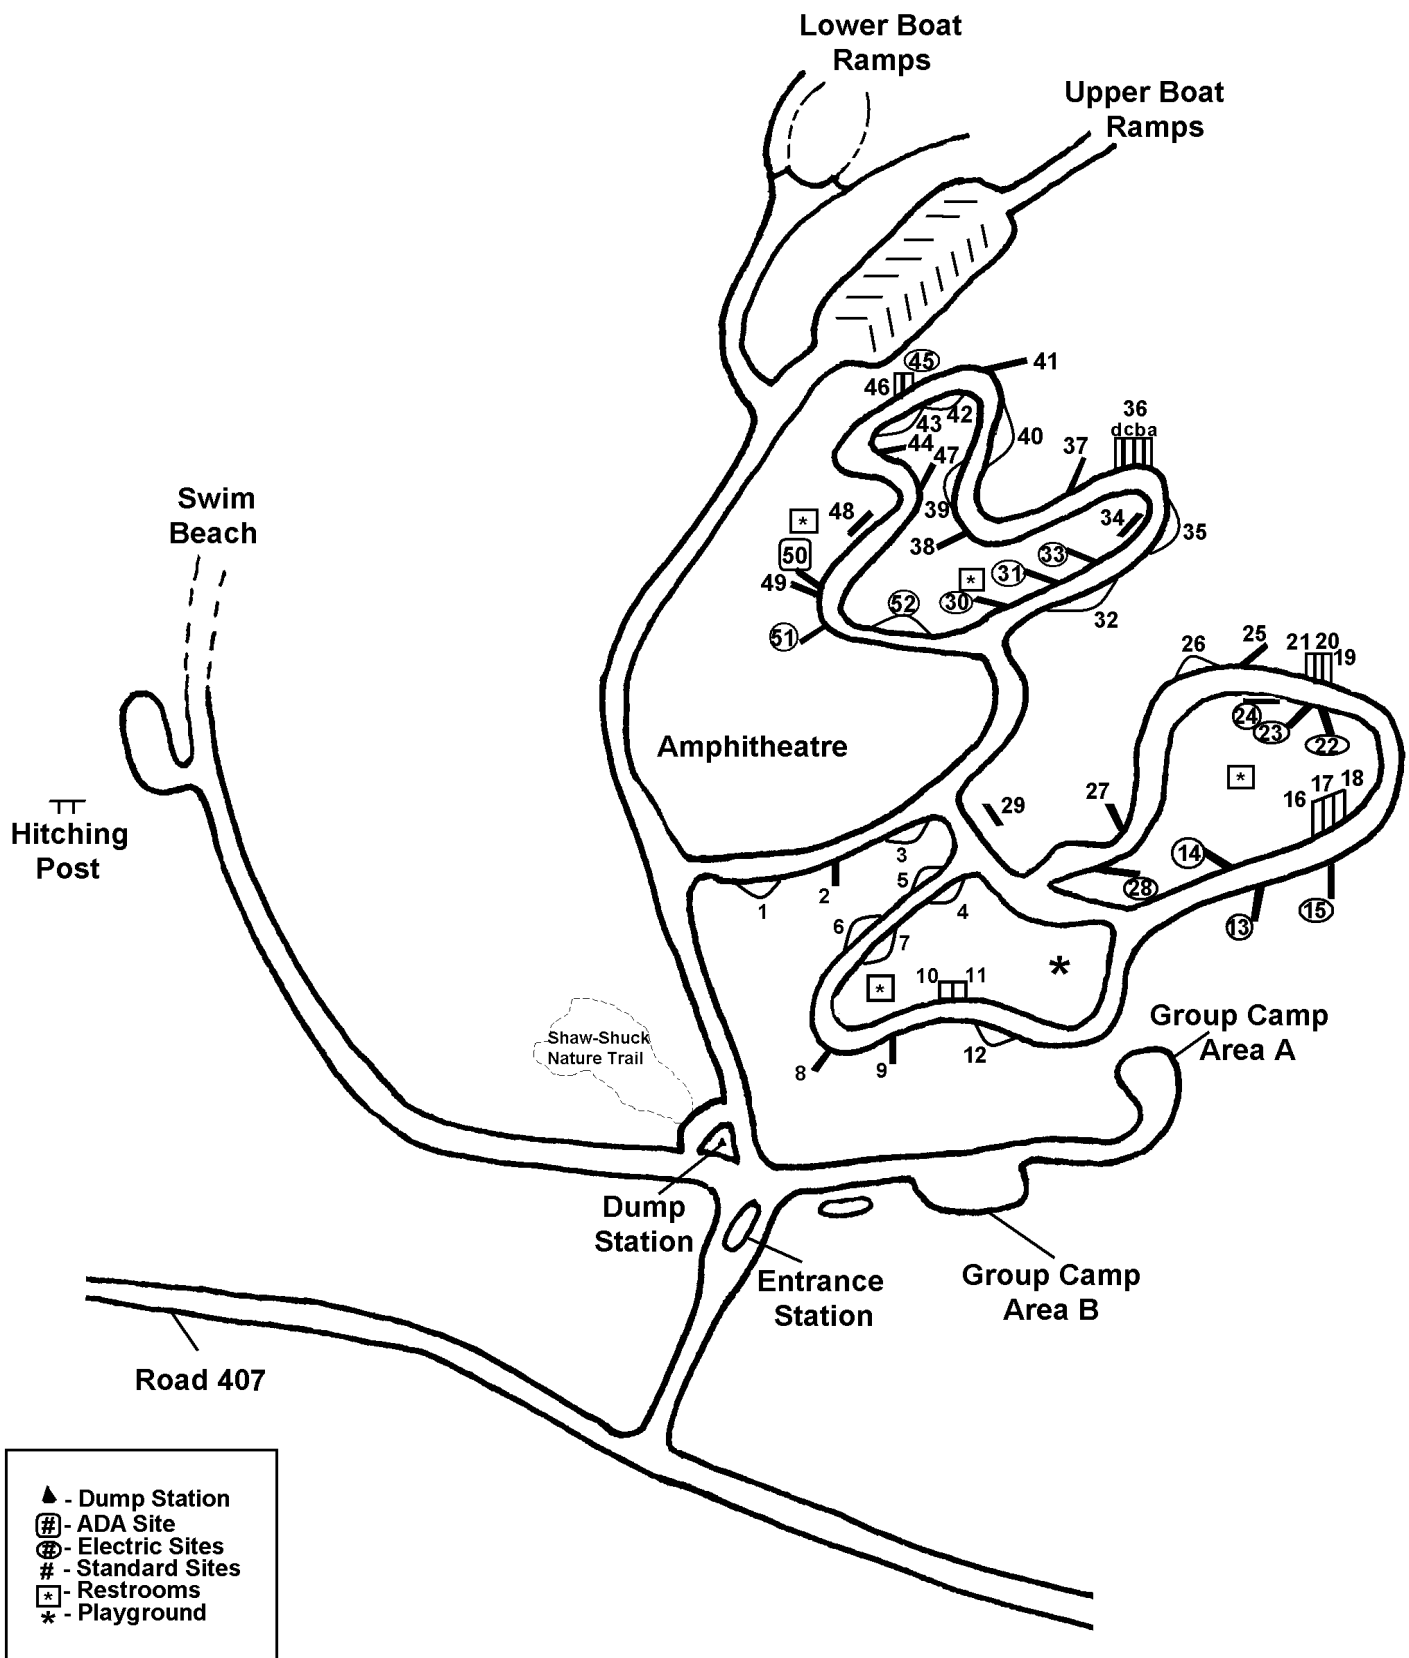 Lower Boat
Ramps
Upper Boat
Ramps
45
46
41
42
43
40
44
47
36
dcba
37
39
48
34
35
38
33
50
31
49
30
52
32
51
Swim
Beach
26
25
21
20
19
24
23
22
Amphitheatre
16
17
18
29
27
Hitching
Post
3
14
5
28
2
1
4
15
6
7
13
10
11
Group Camp
Area A
Shaw-Shuck
Nature Trail
8
9
12
Dump
Station
Entrance
Station
Group Camp
Area B
Road 407
- Dump Station
# - ADA Site
# - Electric Sites
# - Standard Sites
* - Restrooms
* - Playground